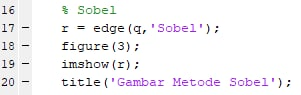 16 % Sobel
17 – r = edge(q,'Sobel');
18 – figure(3);
19 – imshow(r);
20 – title('Gambar Metode Sobel');